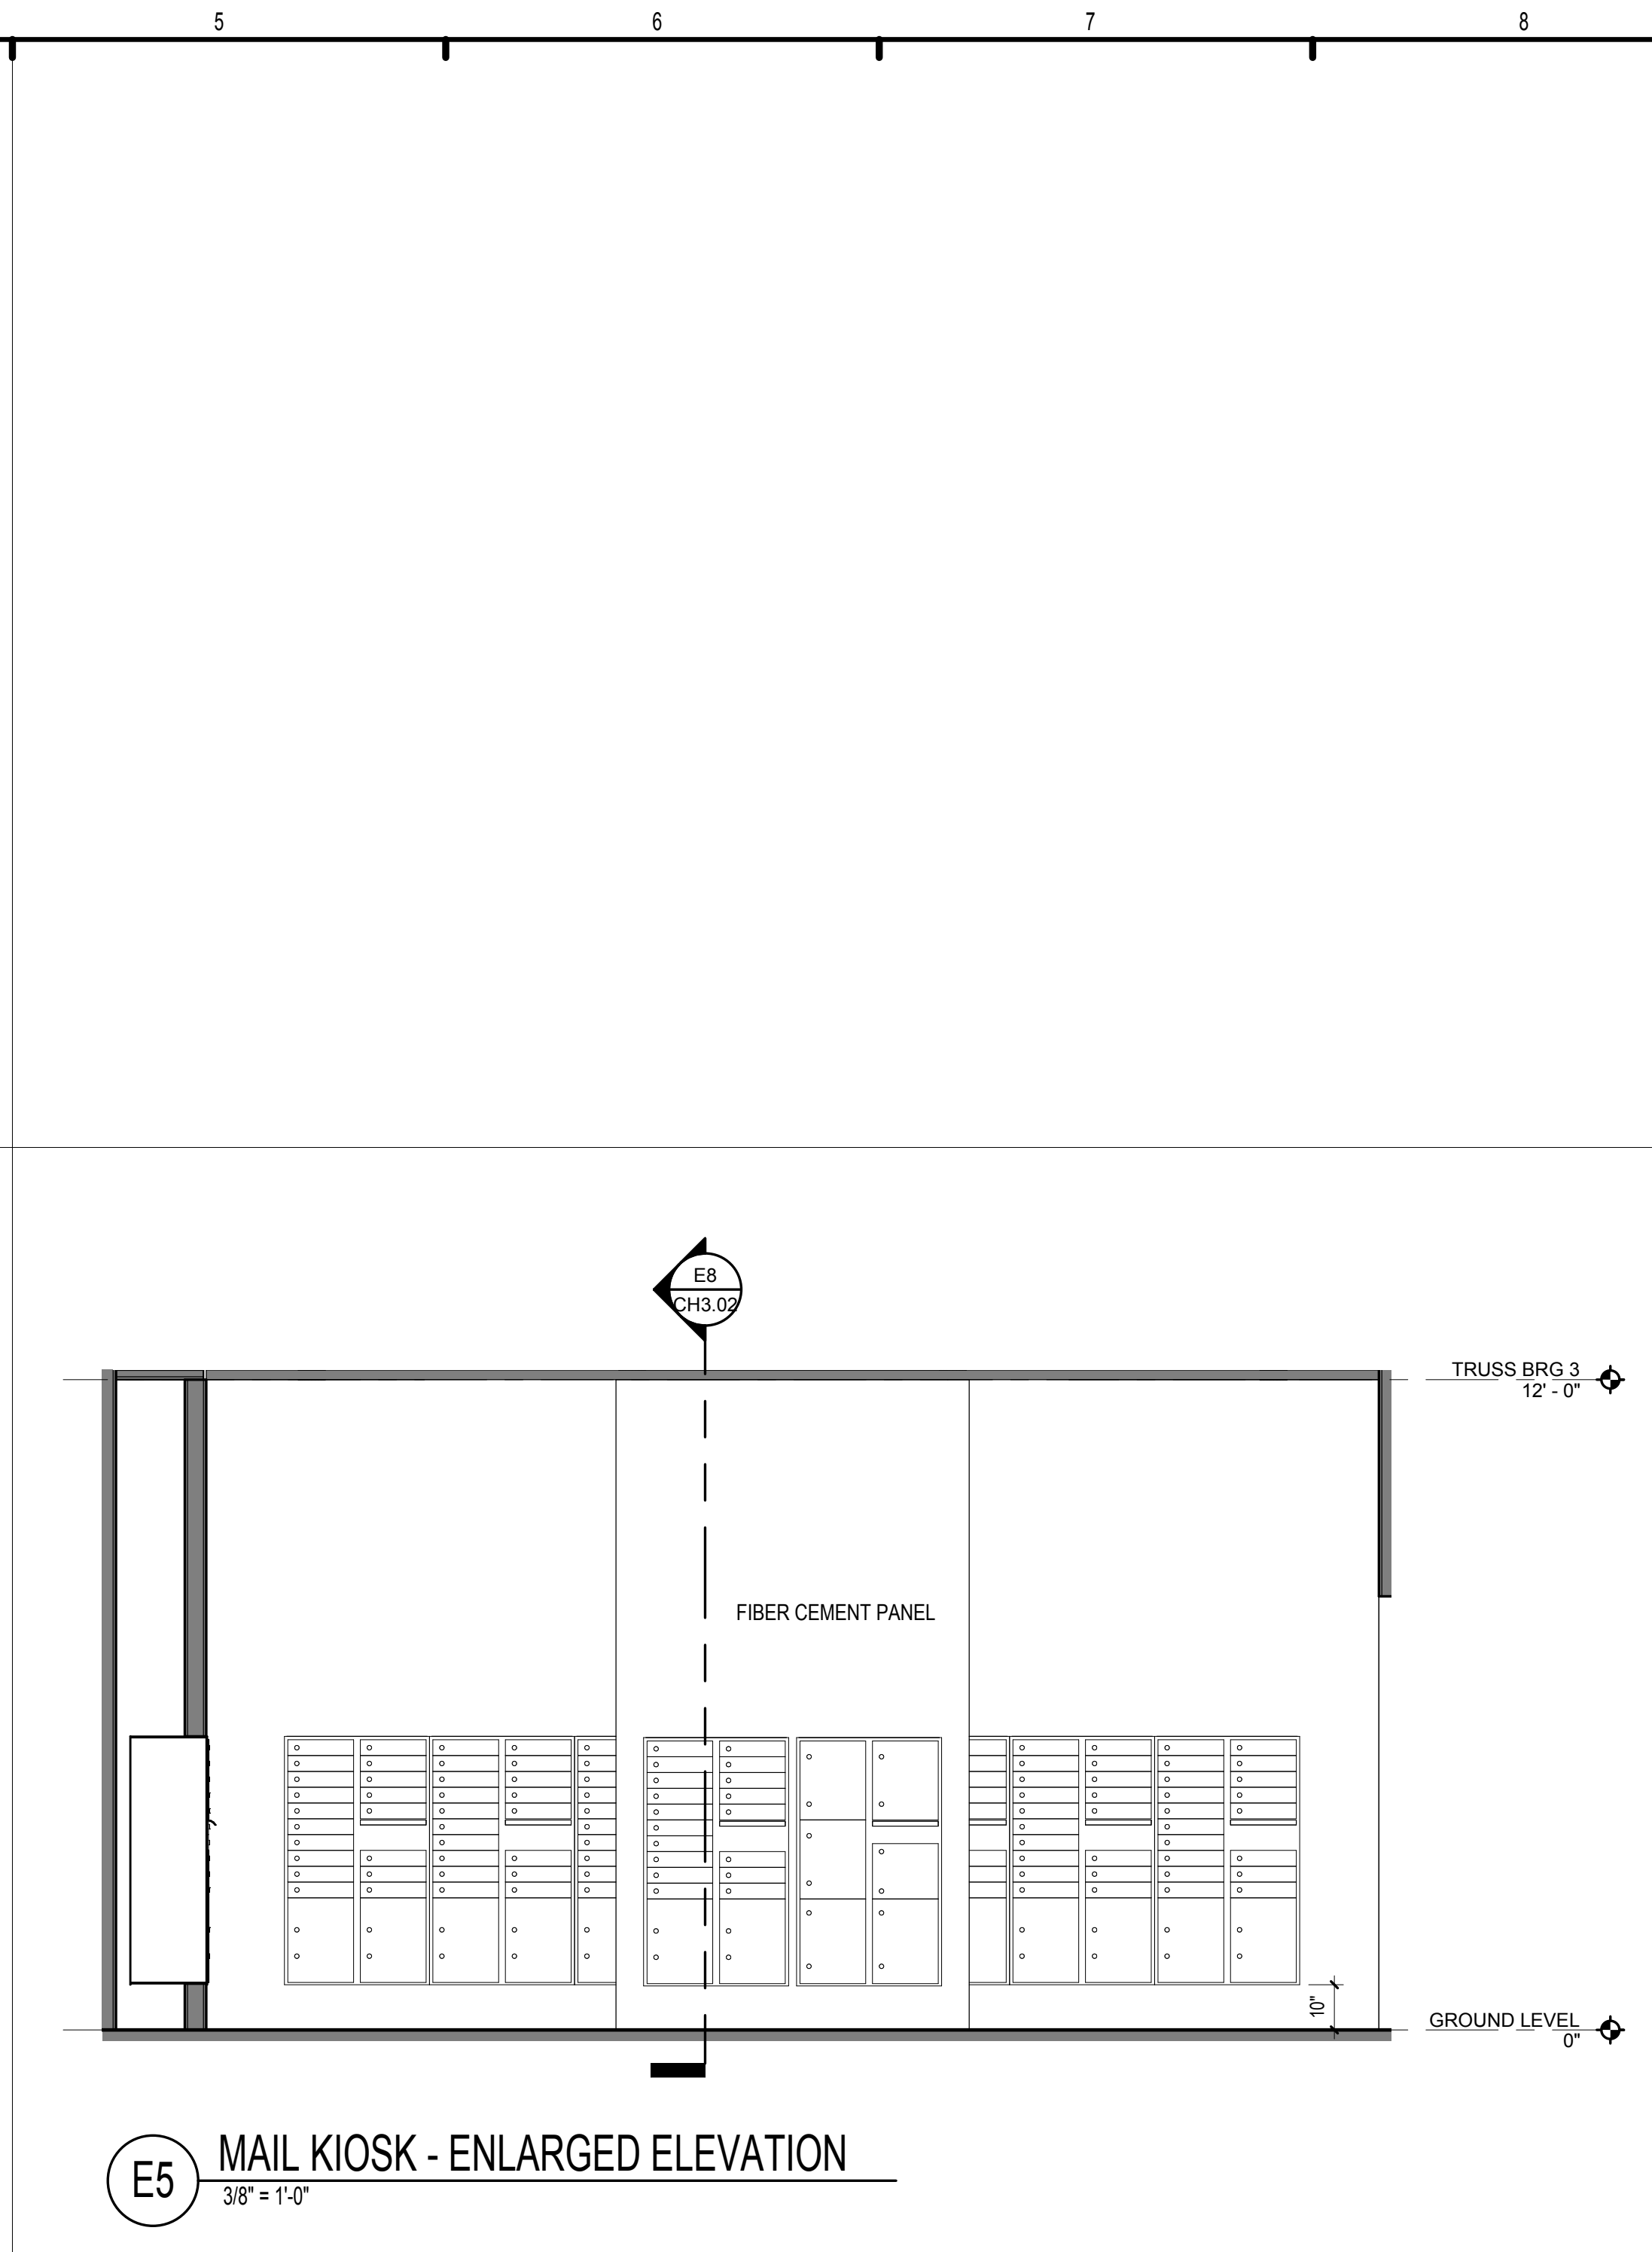 5
6
7
8
E8
CH3.02
TRUSS BRG 3
12' - 0"
FIBER CEMENT PANEL
10"
GROUND LEVEL
0"
E5
MAIL KIOSK - ENLARGED ELEVATION
3/8" = 1'-0"